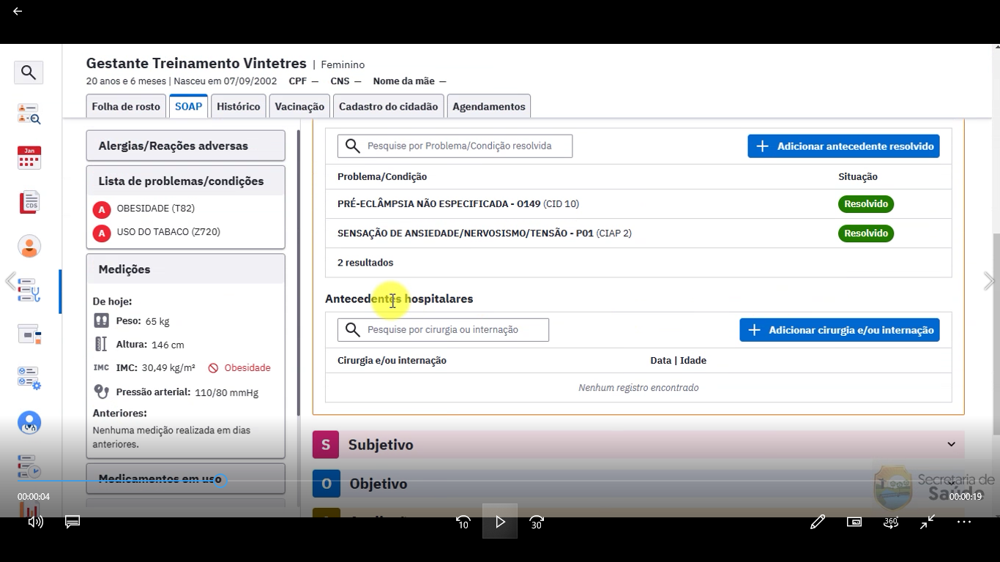 Gestante Treinamento Vintetres | Feminino
20 anos e 6 meses | Nasceu em 07/09/2002 CPF — CNS — Nome da mãe —
Folha de rosto SOAP Histórico Vacinação Cadastro do cidadão Agendamentos
Jan
CDS
Alergias/Reações adversas
Lista de problemas/condições
A OBESIDADE (T82)
A USO DO TABACO (Z720)
Medições
De hoje:
Peso: 65 kg
Altura: 146 cm
IMC IMC: 30,49 kg/m² Obesidade
Pressão arterial: 110/80 mmHg
Anteriores:
Nenhuma medição realizada em dias
anteriores.
Medicamentos em uso
Pesquise por Problema/Condição resolvida
+ Adicionar antecedente resolvido
Problema/Condição Situação
PRÉ-ECLÂMPSIA NÃO ESPECIFICADA - O149 (CID 10) Resolvido
SENSAÇÃO DE ANSIEDADE/NERVOSISMO/TENSÃO - P01 (CIAP 2) Resolvido
2 resultados
Antecedentes hospitalares
Pesquise por cirurgia ou internação
+ Adicionar cirurgia e/ou internação
Cirurgia e/ou internação Data | Idade
Nenhum registro encontrado
S Subjetivo
O Objetivo
Secretaria de
Saúde
00:00:04 00:00:19
10 30 360